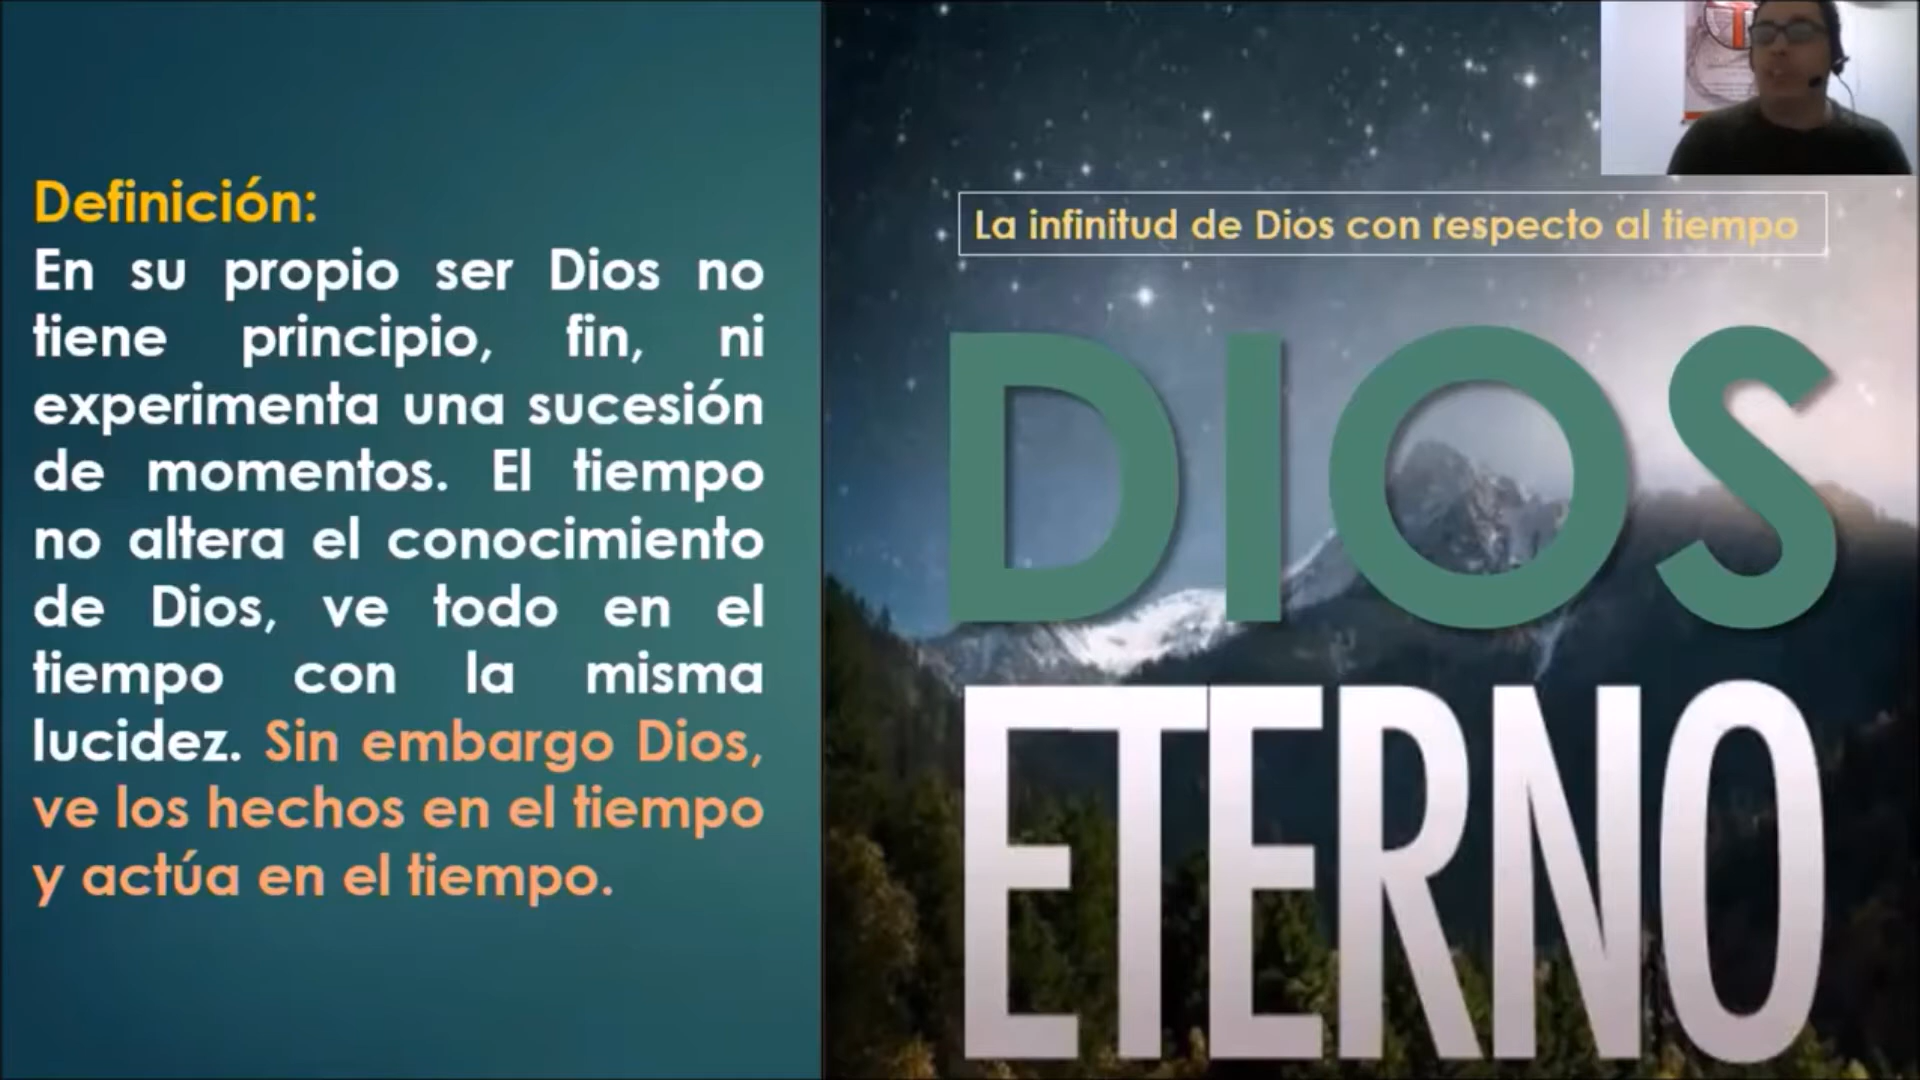 Definición:
En su propio ser Dios no
tiene principio, fin, ni
experimenta una sucesión
de momentos. El tiempo
no altera el conocimiento
de Dios, ve todo en el
tiempo con la misma
lucidez. Sin embargo Dios,
ve los hechos en el tiempo
y actúa en el tiempo.
La infinitud de Dios con respecto al tiempo
DIOS
ETERNO